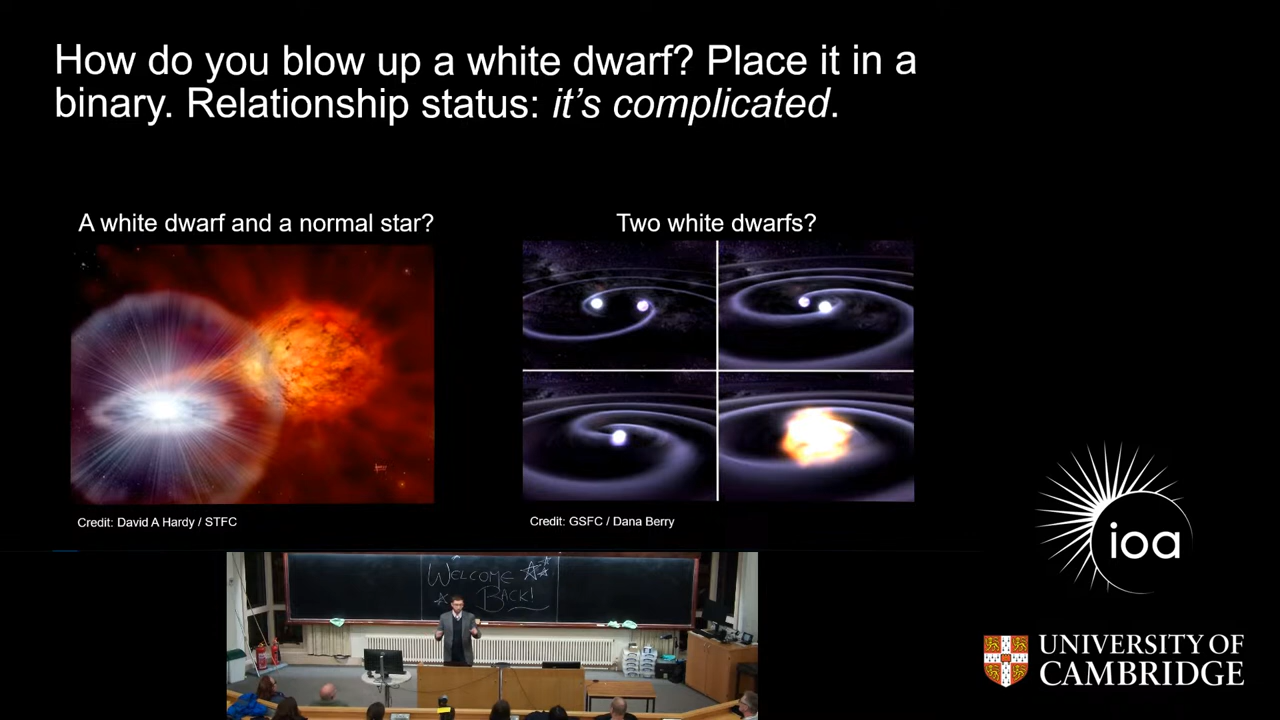 How do you blow up a white dwarf? Place it in a
binary. Relationship status: it's complicated.
A white dwarf and a normal star?
Two white dwarfs?
Credit: David A Hardy / STFC
Credit: GSFC / Dana Berry
WELCOME
BACK!
ioa
UNIVERSITY OF
CAMBRIDGE